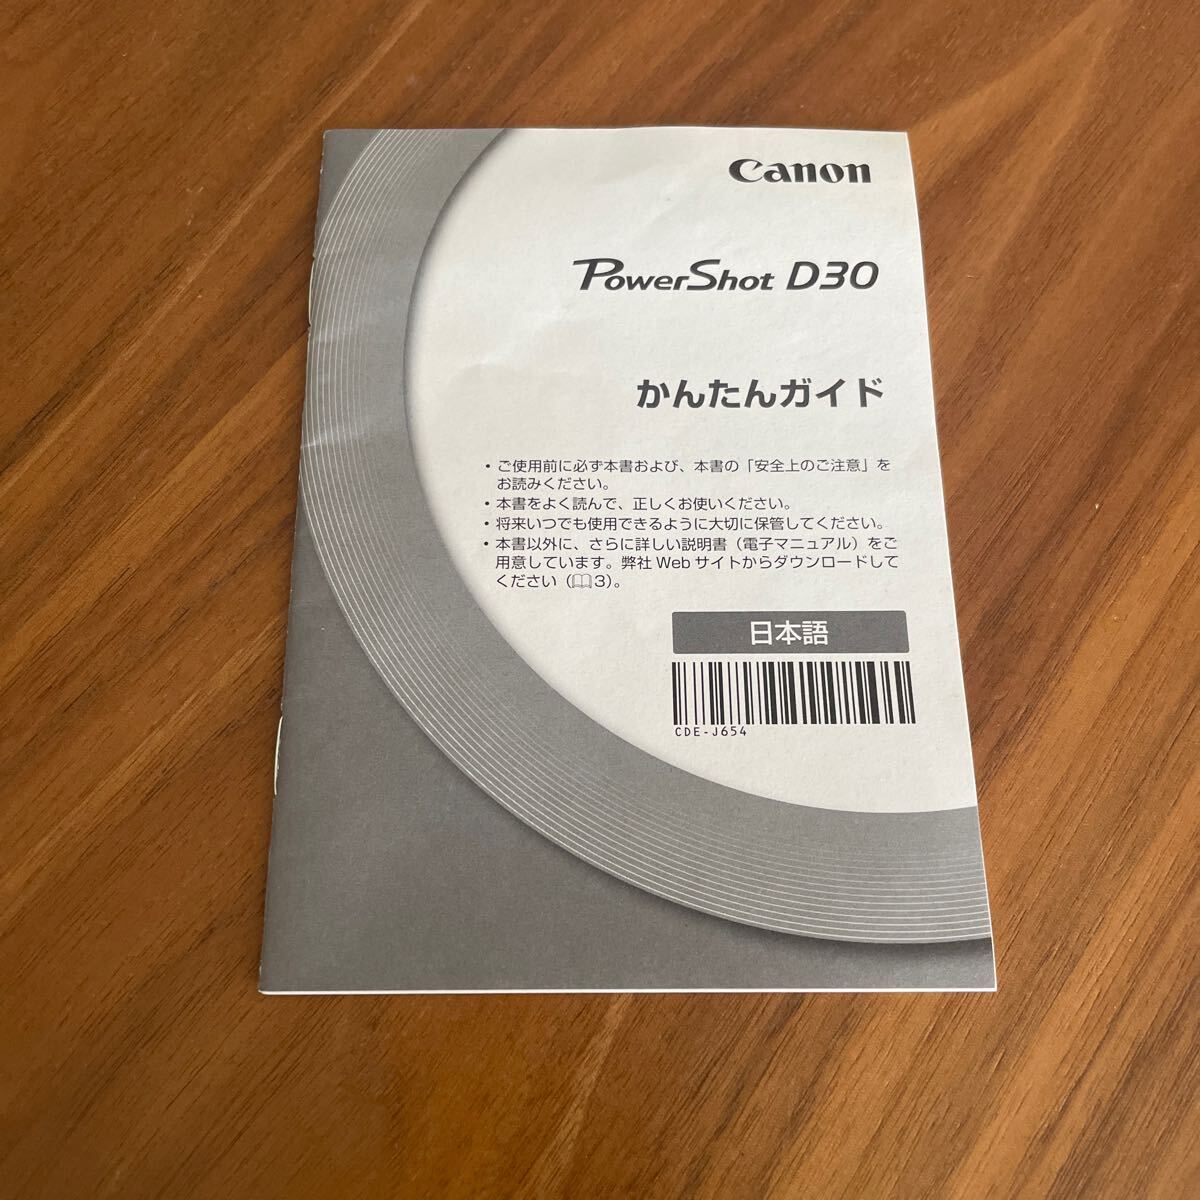 Canon
PowerShot D30
かんたんガイド
・ご使用前に必ず本書および、本書の「安全上のご注意」を
お読みください。
・本書をよく読んで、正しくお使いください。
・将来いつでも使用できるように大切に保管してください。
・本書以外に、さらに詳しい説明書（電子マニュアル）をご
用意しています。弊社 Web サイトからダウンロードして
ください（📖3）。
日本語
CDE-J654